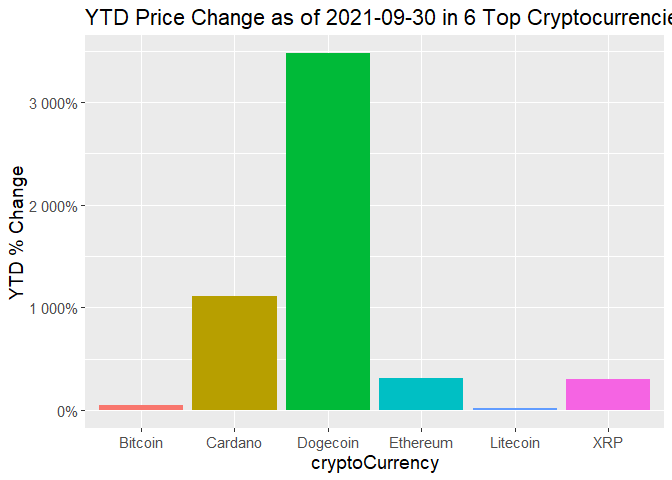 YTD Price Change as of 2021-09-30 in 6 Top Cryptocurrencie
3 000%
2 000%
1 000%
0%
YTD % Change
Bitcoin Cardano Dogecoin Ethereum Litecoin XRP
cryptoCurrency